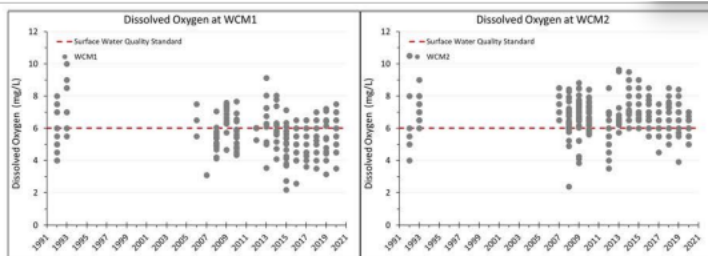 Dissolved Oxygen at WCM1
12
10
8
6
4
2
0
Dissolved Oxygen (mg/L)
Surface Water Quality Standard
WCM1
1991 1993 1995 1997 1999 2001 2003 2005 2007 2009 2011 2013 2015 2017 2019 2021
Dissolved Oxygen at WCM2
12
10
8
6
4
2
0
Dissolved Oxygen (mg/L)
Surface Water Quality Standard
WCM2
1991 1993 1995 1997 1999 2001 2003 2005 2007 2009 2011 2013 2015 2017 2019 2021